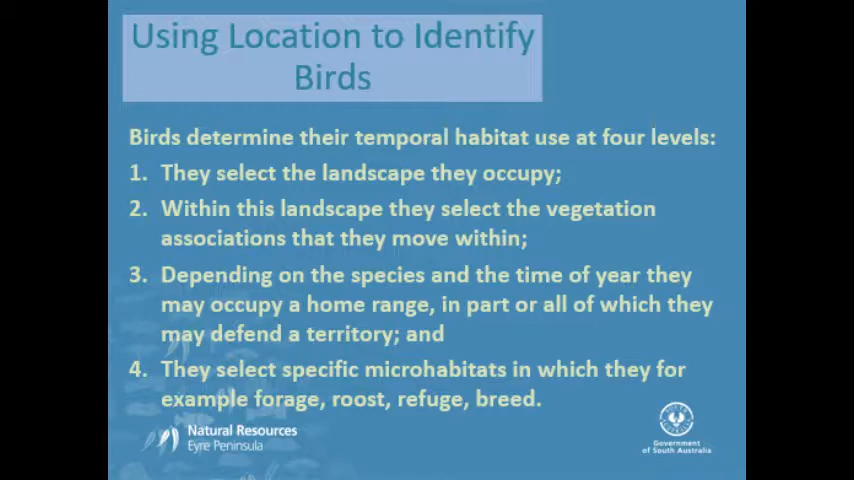 Using Location to Identify
Birds
Birds determine their temporal habitat use at four levels:
1. They select the landscape they occupy;
2. Within this landscape they select the vegetation
associations that they move within;
3. Depending on the species and the time of year they
may occupy a home range, in part or all of which they
may defend a territory; and
4. They select specific microhabitats in which they for
example forage, roost, refuge, breed.
Natural Resources
Eyre Peninsula
Government
of South Australia